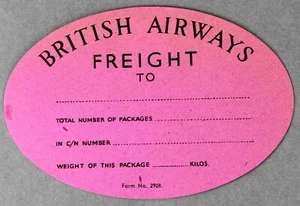 BRITISH AIRWAYS
FREIGHT
TO
TOTAL NUMBER OF PACKAGES
IN C/N NUMBER
WEIGHT OF THIS PACKAGE ............... KILOS.
Form No. 2908.